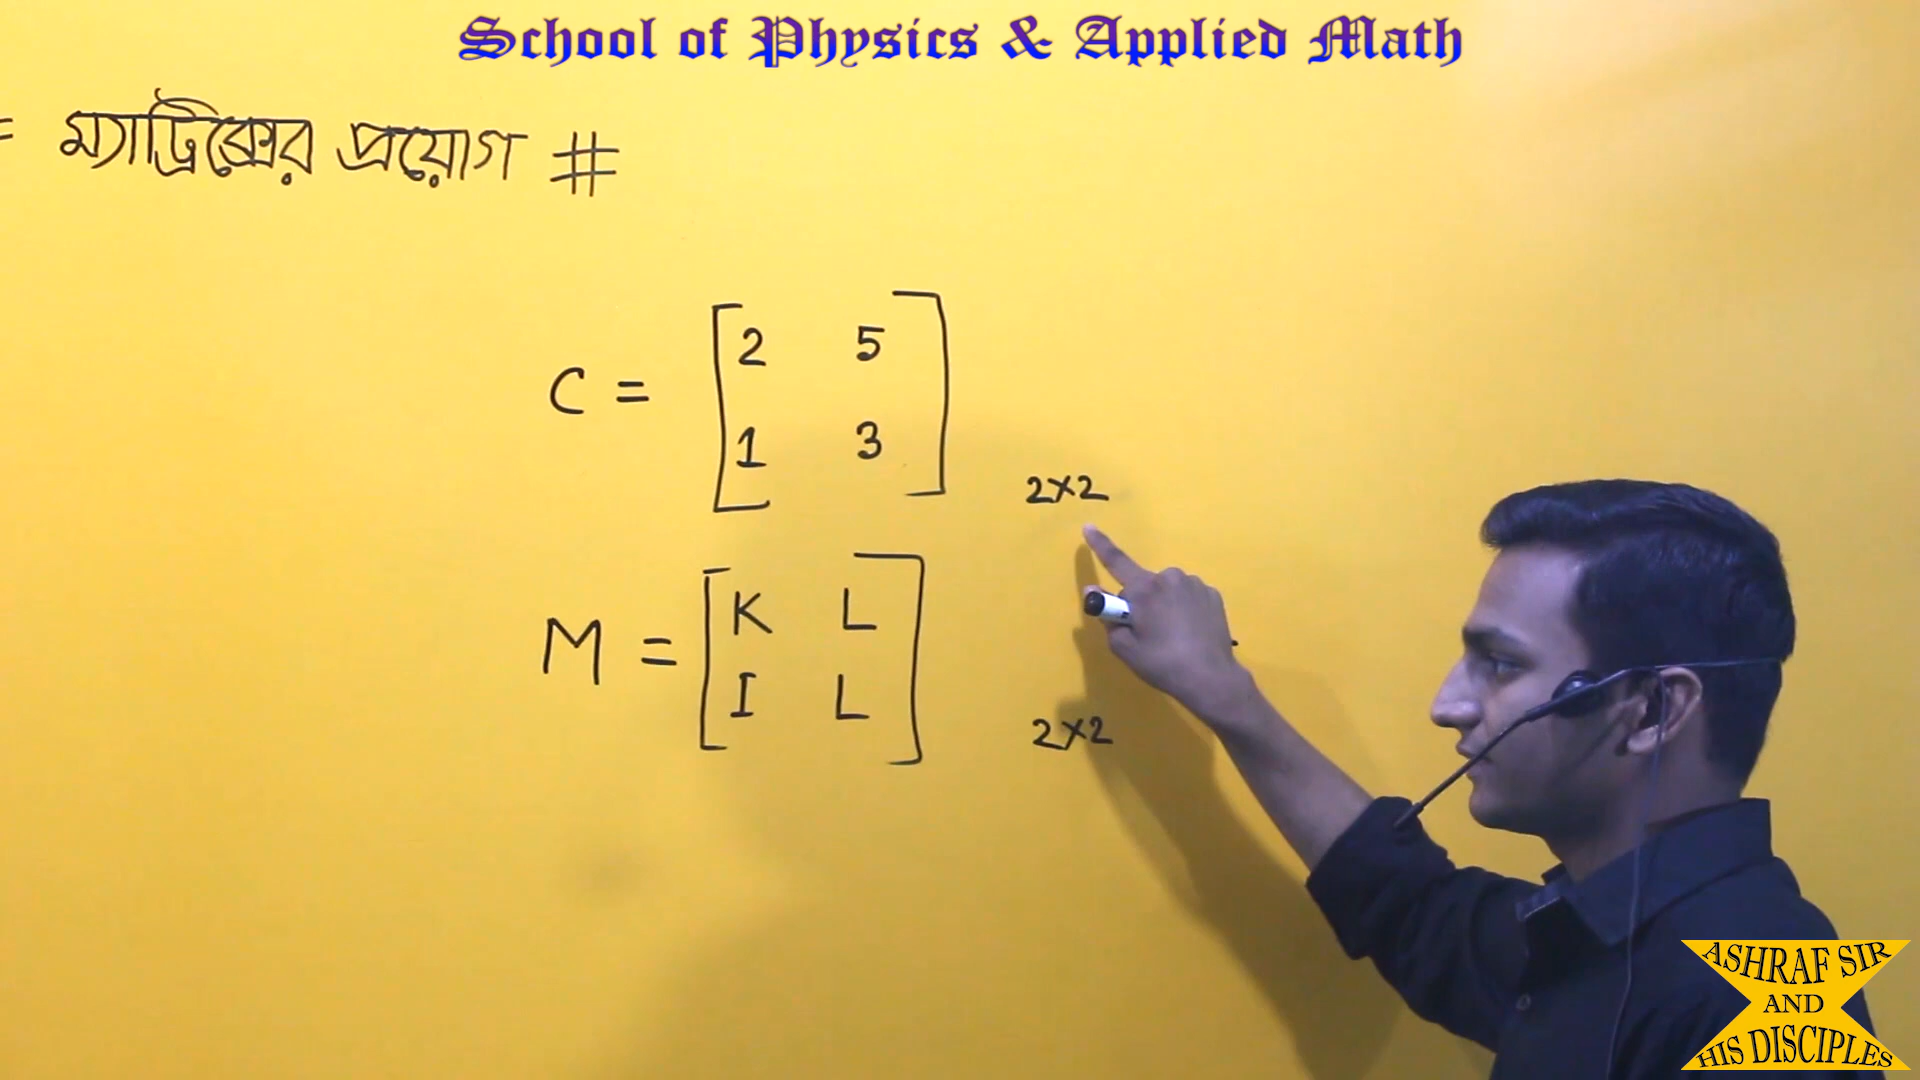 School of Physics & Applied Math
= ম্যাট্রিক্সের প্রয়োগ #
C = [2 5
1 3] 2×2
M = [K L
I L] 2×2
ASHRAF SIR
AND
HIS DISCIPLES